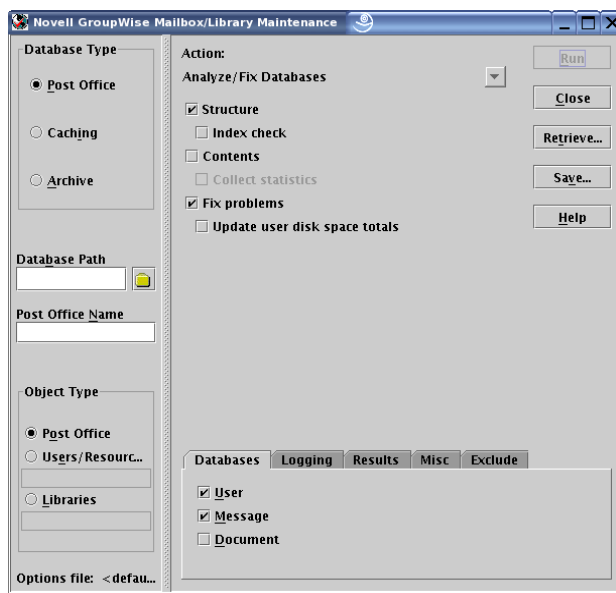 Novell GroupWise Mailbox/Library Maintenance
Database Type
Post Office
Caching
Archive
Database Path
Post Office Name
Object Type
Post Office
Users/Resourc...
Libraries
Options file: <defau...
Action:
Analyze/Fix Databases
Structure
Index check
Contents
Collect statistics
Fix problems
Update user disk space totals
Run
Close
Retrieve...
Save...
Help
Databases Logging Results Misc Exclude
User
Message
Document